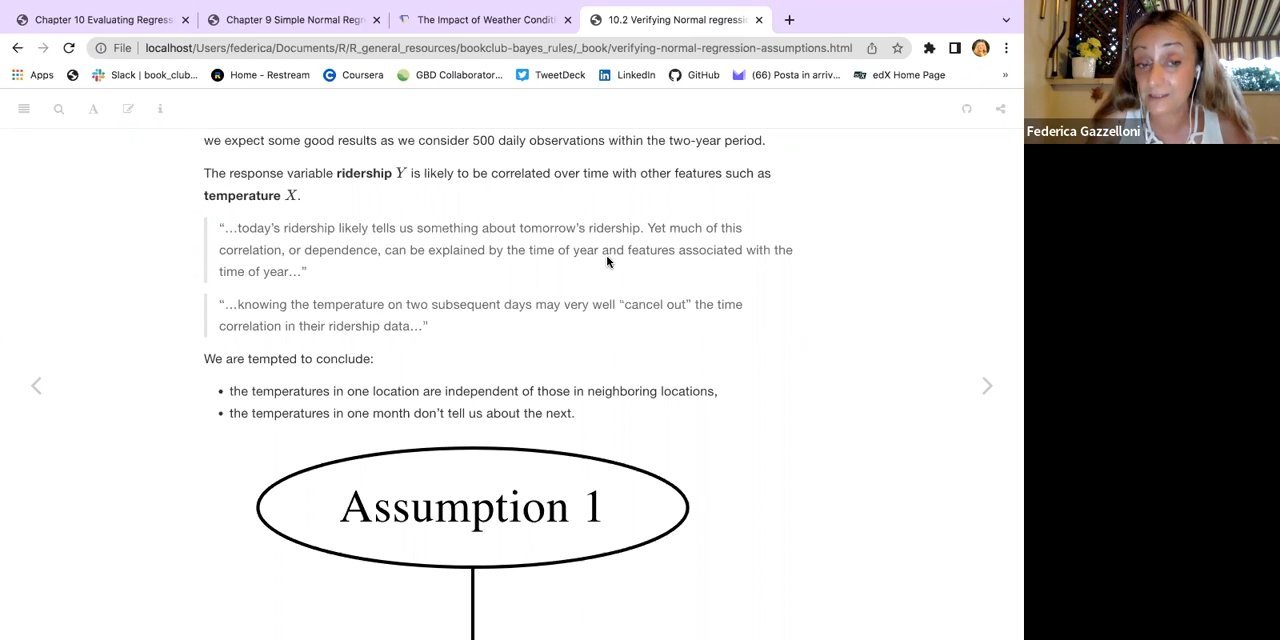 Chapter 10 Evaluating Regress
Chapter 9 Simple Normal Regr
The Impact of Weather Conditi
10.2 Verifying Normal regressi
File
localhost/Users/federica/Documents/R/R_general_resources/bookclub-bayes_rules/_book/verifying-normal-regression-assumptions.html
Apps
Slack | book_club...
Home - Restream
Coursera
GBD Collaborator...
TweetDeck
LinkedIn
GitHub
(66) Posta in arriv...
edX Home Page
»
Federica Gazzelloni
we expect some good results as we consider 500 daily observations within the two-year period.
The response variable ridership Y is likely to be correlated over time with other features such as
temperature X.
“…today’s ridership likely tells us something about tomorrow’s ridership. Yet much of this
correlation, or dependence, can be explained by the time of year and features associated with the
time of year…”
“…knowing the temperature on two subsequent days may very well “cancel out” the time
correlation in their ridership data…”
We are tempted to conclude:
• the temperatures in one location are independent of those in neighboring locations,
• the temperatures in one month don’t tell us about the next.
Assumption 1